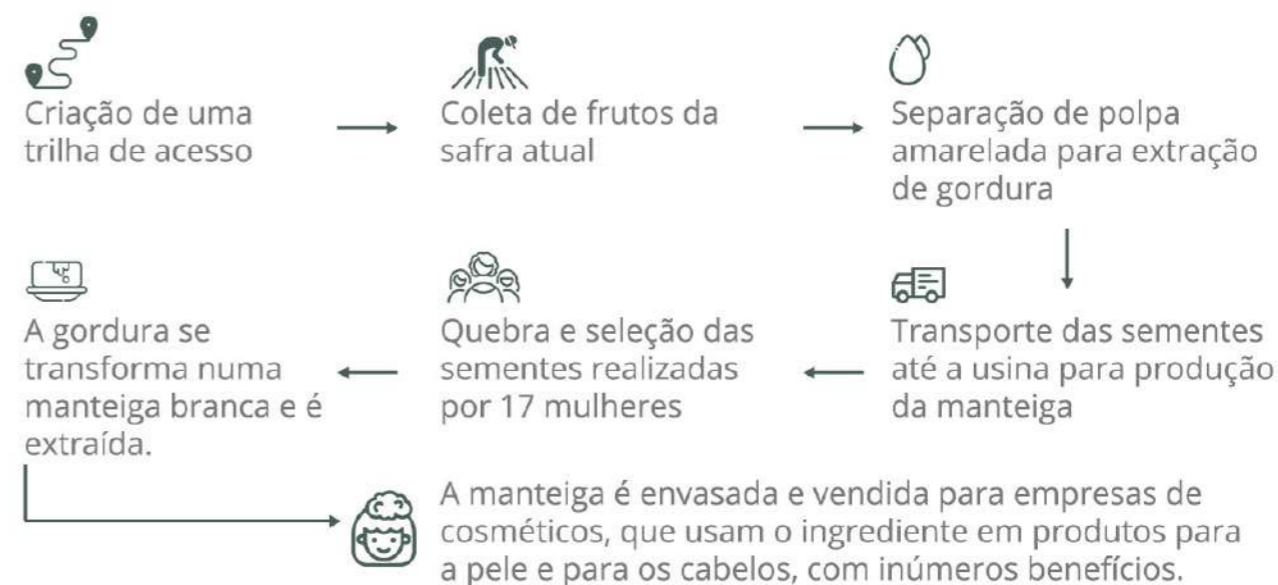 Criação de uma
trilha de acesso
Coleta de frutos da
safra atual
Separação de polpa
amarelada para extração
de gordura
Transporte das sementes
até a usina para produção
da manteiga
Quebra e seleção das
sementes realizadas
por 17 mulheres
A gordura se
transforma numa
manteiga branca e é
extraída.
A manteiga é envasada e vendida para empresas de
cosméticos, que usam o ingrediente em produtos para
a pele e para os cabelos, com inúmeros benefícios.